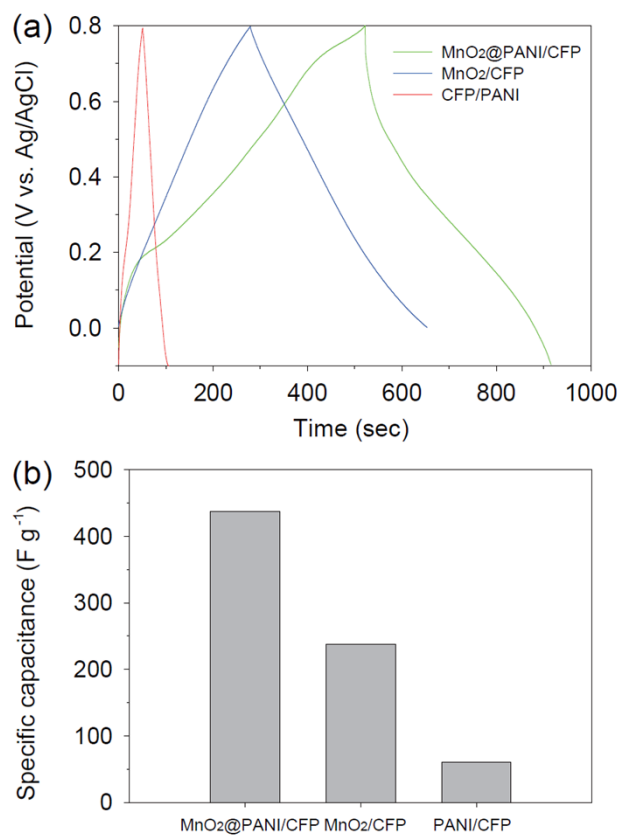 (a)
0.8
0.6
0.4
0.2
0.0
Potential (V vs. Ag/AgCl)
MnO₂@PANI/CFP
MnO₂/CFP
CFP/PANI
0 200 400 600 800 1000
Time (sec)
(b)
500
400
300
200
100
0
Specific capacitance (F g⁻¹)
MnO₂@PANI/CFP MnO₂/CFP PANI/CFP